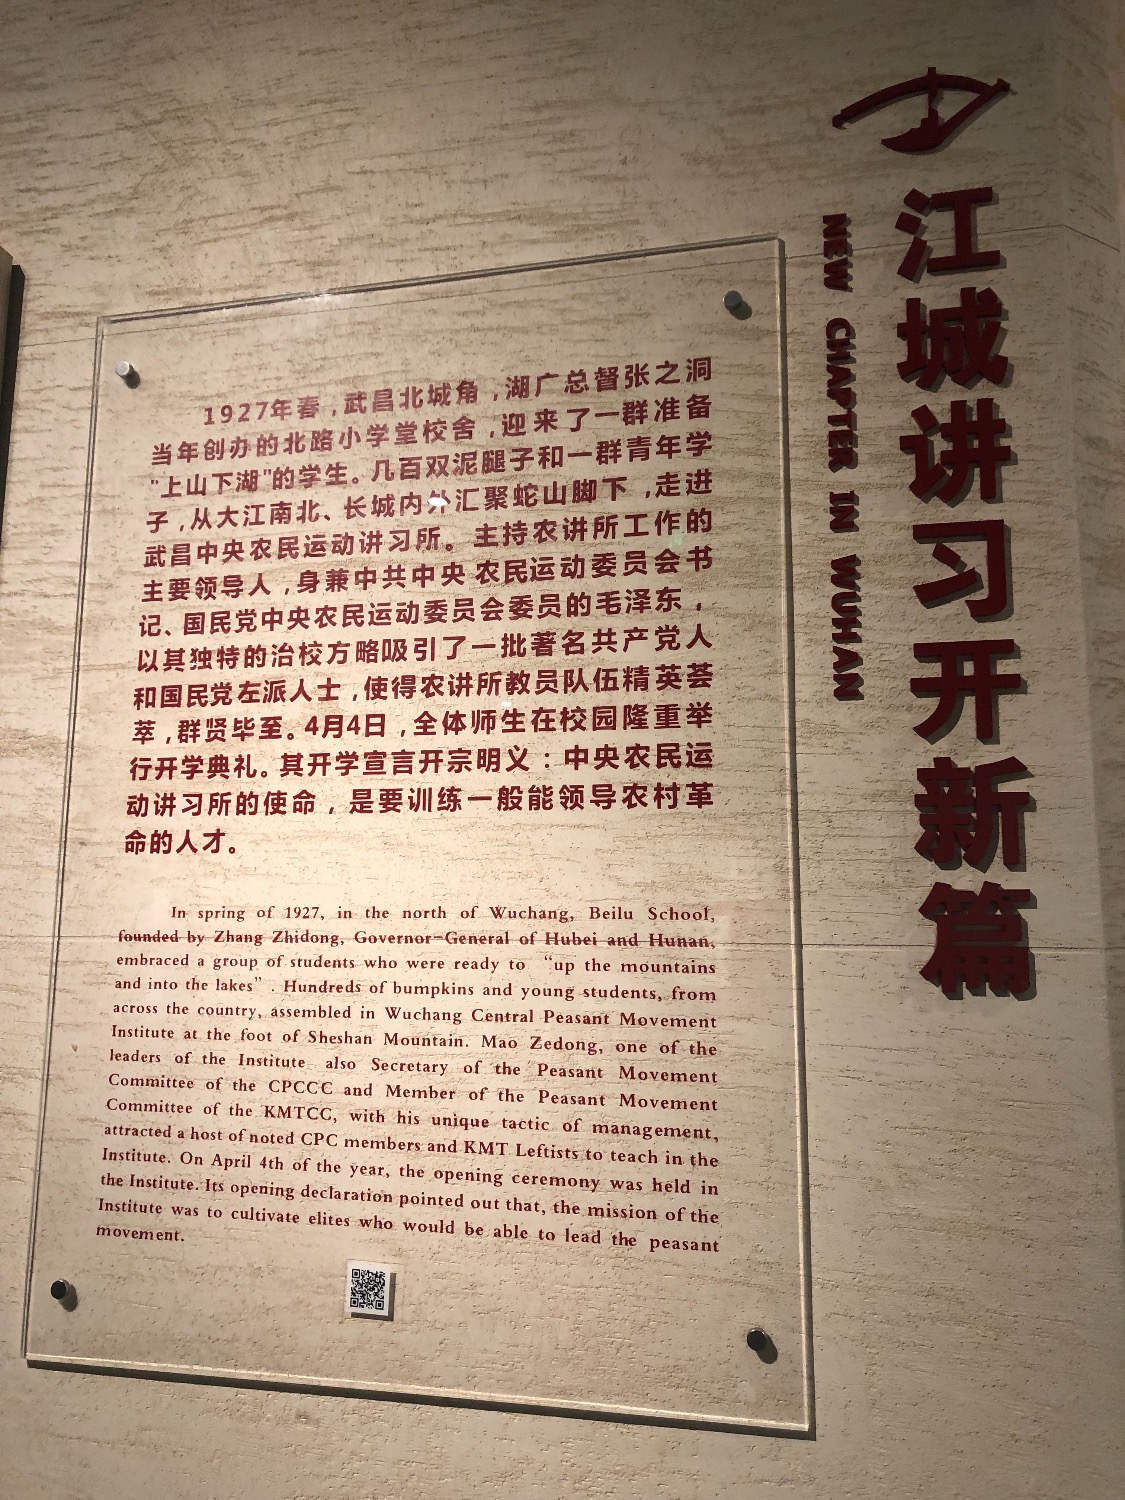 江城讲习开新篇
NEW CHAPTER IN WUHAN
1927年春，武昌北城角，湖广总督张之洞
当年创办的北路小学堂校舍，迎来了一群准备
"上山下湖"的学生。几百双泥腿子和一群青年学
子，从大江南北、长城内外汇聚蛇山脚下，走进
武昌中央农民运动讲习所。主持农讲所工作的
主要领导人，身兼中共中央农民运动委员会书
记、国民党中央农民运动委员会委员的毛泽东，
以其独特的治校方略吸引了一批著名共产党人
和国民党左派人士，使得农讲所教员队伍精英荟
萃，群贤毕至。4月4日，全体师生在校园隆重举
行开学典礼。其开学宣言开宗明义：中央农民运
动讲习所的使命，是要训练一般能领导农村革
命的人才。
In spring of 1927, in the north of Wuchang, Beilu School,
founded by Zhang Zhidong, Governor-General of Hubei and Hunan,
embraced a group of students who were ready to "up the mountains
and into the lakes". Hundreds of bumpkins and young students, from
across the country, assembled in Wuchang Central Peasant Movement
Institute at the foot of Sheshan Mountain. Mao Zedong, one of the
leaders of the Institute also Secretary of the Peasant Movement
Committee of the CPCCC and Member of the Peasant Movement
Committee of the KMTCC, with his unique tactic of management,
attracted a host of noted CPC members and KMT Leftists to teach in the
Institute. On April 4th of the year, the opening ceremony was held in
the Institute. Its opening declaration pointed out that, the mission of the
Institute was to cultivate elites who would be able to lead the peasant
movement.